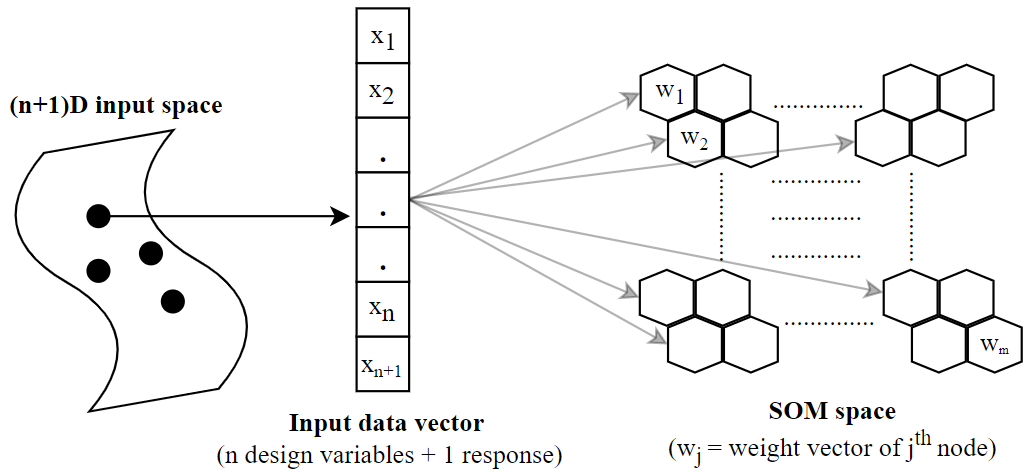 (n+1)D input space
x1
x2
.
.
.
xn
xn+1
Input data vector
(n design variables + 1 response)
w1
w2
wm
SOM space
(wj = weight vector of jth node)